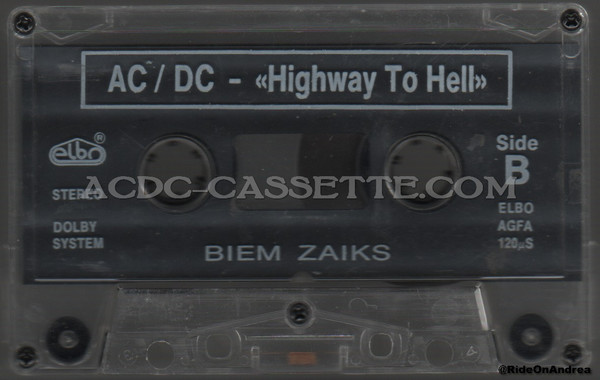 AC / DC - «Highway To Hell»
elbo®
STEREO
DOLBY
SYSTEM
Side
B
ELBO
AGFA
120µS
ACDC-CASSETTE.COM
BIEM ZAIKS
@RideOnAndrea